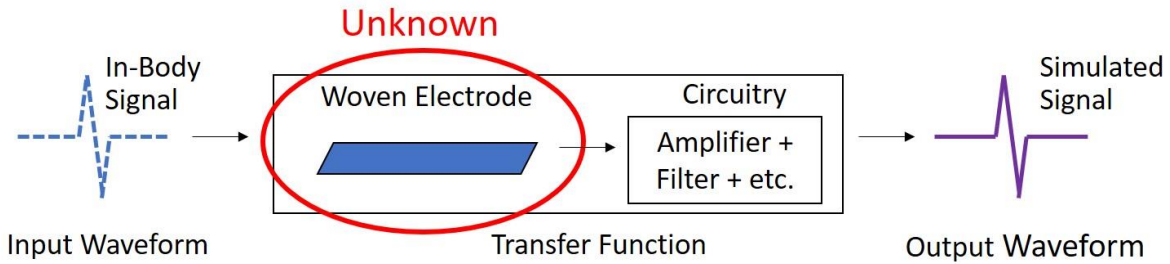 Unknown
In-Body
Signal
Woven Electrode
Circuitry
Amplifier +
Filter + etc.
Simulated
Signal
Input Waveform
Transfer Function
Output Waveform